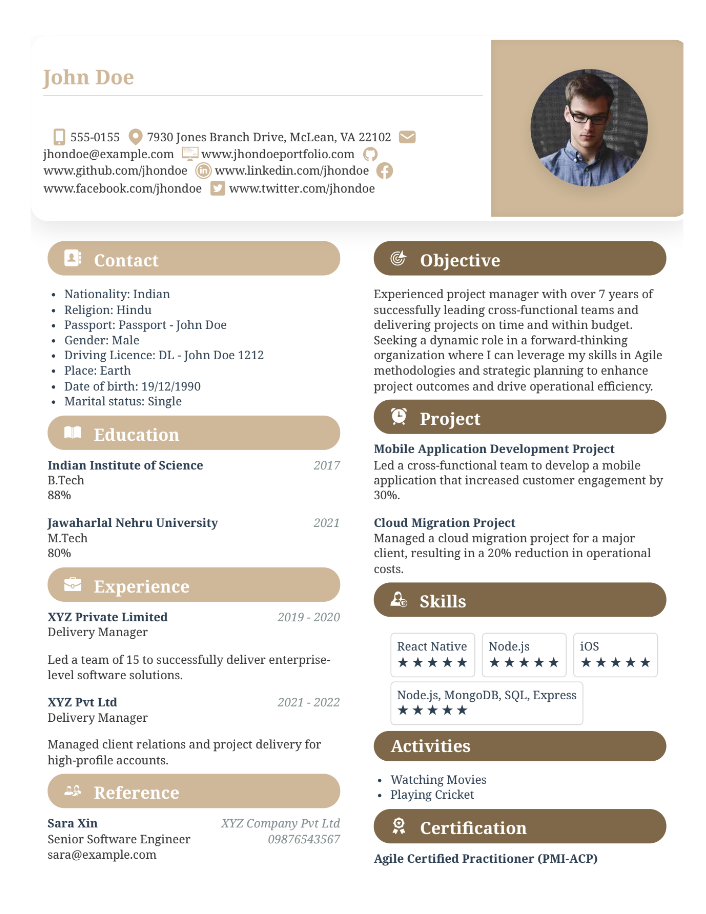 John Doe
555-0155 7930 Jones Branch Drive, McLean, VA 22102
jhondoe@example.com www.jhondoeportfolio.com
www.github.com/jhondoe www.linkedin.com/jhondoe
www.facebook.com/jhondoe www.twitter.com/jhondoe
Contact
• Nationality: Indian
• Religion: Hindu
• Passport: Passport - John Doe
• Gender: Male
• Driving Licence: DL - John Doe 1212
• Place: Earth
• Date of birth: 19/12/1990
• Marital status: Single
Education
Indian Institute of Science 2017
B.Tech
88%
Jawaharlal Nehru University 2021
M.Tech
80%
Experience
XYZ Private Limited 2019 - 2020
Delivery Manager
Led a team of 15 to successfully deliver enterprise-
level software solutions.
XYZ Pvt Ltd 2021 - 2022
Delivery Manager
Managed client relations and project delivery for
high-profile accounts.
Reference
Sara Xin XYZ Company Pvt Ltd
Senior Software Engineer 09876543567
sara@example.com
Objective
Experienced project manager with over 7 years of
successfully leading cross-functional teams and
delivering projects on time and within budget.
Seeking a dynamic role in a forward-thinking
organization where I can leverage my skills in Agile
methodologies and strategic planning to enhance
project outcomes and drive operational efficiency.
Project
Mobile Application Development Project
Led a cross-functional team to develop a mobile
application that increased customer engagement by
30%.
Cloud Migration Project
Managed a cloud migration project for a major
client, resulting in a 20% reduction in operational
costs.
Skills
React Native Node.js iOS
★★★★★ ★★★★★ ★★★★★
Node.js, MongoDB, SQL, Express
★★★★★
Activities
• Watching Movies
• Playing Cricket
Certification
Agile Certified Practitioner (PMI-ACP)